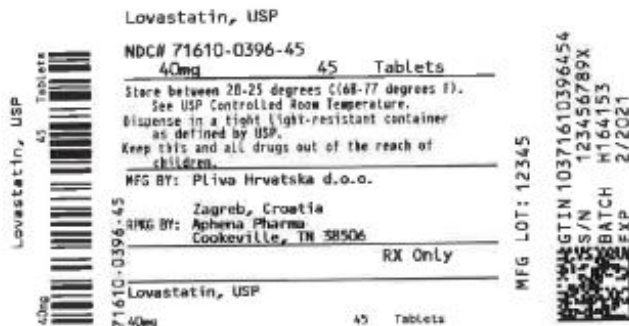 Lovastatin, USP
NDC# 71610-0396-45
40mg 45 Tablets
Store between 20-25 degrees C(68-77 degrees F).
See USP Controlled Room Temperature.
Dispense in a tight light-resistant container
as defined by USP.
Keep this and all drugs out of the reach of
children.
MFG BY: Pliva Hrvatska d.o.o.
Zagreb, Croatia
RPKG BY: Aphena Pharma
Cookeville, TN 38506
RX Only
Lovastatin, USP
40mg 45 Tablets
Lovastatin, USP
40mg 45 Tablets
71610-0396-45
MFG LOT: 12345
GTIN 10371610396454
S/N 123456789X
BATCH H164153
EXP 2/2021